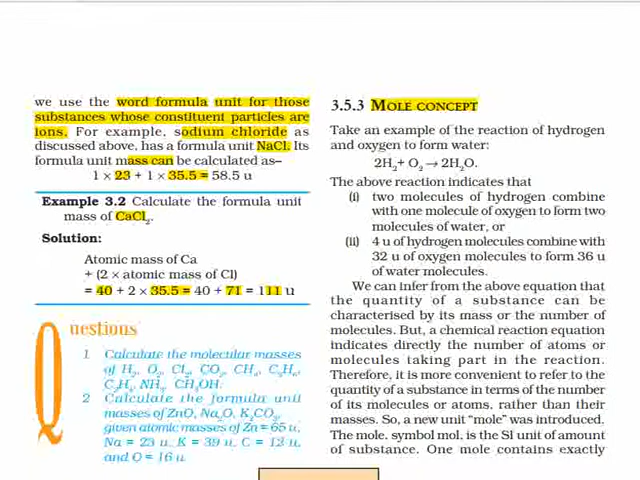 we use the word formula unit for those
substances whose constituent particles are
ions. For example, sodium chloride as
discussed above, has a formula unit NaCl. Its
formula unit mass can be calculated as–
1 × 23 + 1 × 35.5 = 58.5 u
Example 3.2 Calculate the formula unit
mass of CaCl₂.
Solution:
Atomic mass of Ca
+ (2 × atomic mass of Cl)
= 40 + 2 × 35.5 = 40 + 71 = 111 u
Questions
1 Calculate the molecular masses
of H₂, O₂, Cl₂, CO₂, CH₄, C₂H₆,
C₂H₄, NH₃, CH₃OH.
2 Calculate the formula unit
masses of ZnO, Na₂O, K₂CO₃,
given atomic masses of Zn = 65 u,
Na = 23 u, K = 39 u, C = 12 u,
and O = 16 u.
3.5.3 MOLE CONCEPT
Take an example of the reaction of hydrogen
and oxygen to form water:
2H₂+ O₂ → 2H₂O.
The above reaction indicates that
(i) two molecules of hydrogen combine
with one molecule of oxygen to form two
molecules of water, or
(ii) 4 u of hydrogen molecules combine with
32 u of oxygen molecules to form 36 u
of water molecules.
We can infer from the above equation that
the quantity of a substance can be
characterised by its mass or the number of
molecules. But, a chemical reaction equation
indicates directly the number of atoms or
molecules taking part in the reaction.
Therefore, it is more convenient to refer to the
quantity of a substance in terms of the number
of its molecules or atoms, rather than their
masses. So, a new unit “mole” was introduced.
The mole, symbol mol, is the SI unit of amount
of substance. One mole contains exactly